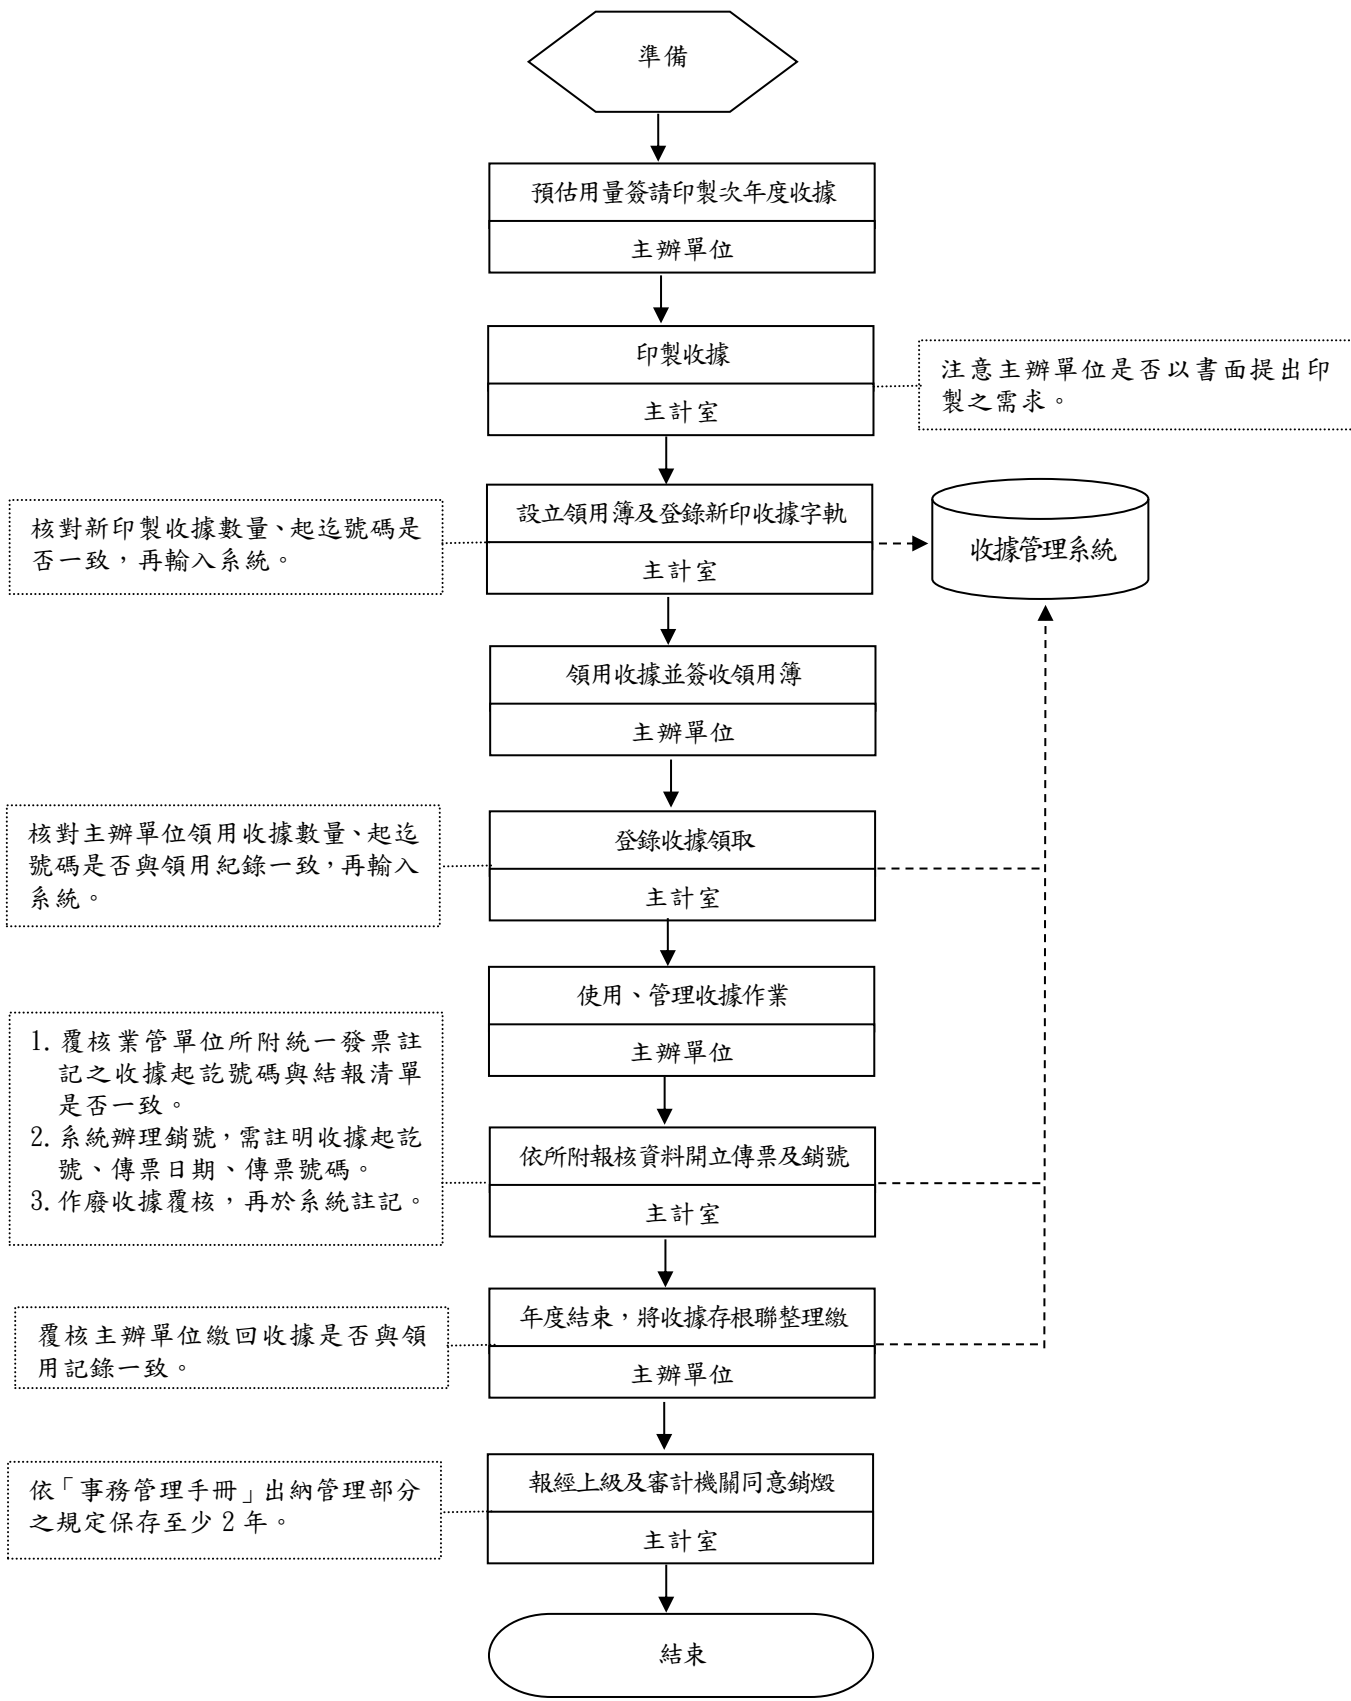 準備
預估用量簽請印製次年度收據
主辦單位
印製收據
主計室
注意主辦單位是否以書面提出印
製之需求。
設立領用簿及登錄新印收據字軌
主計室
核對新印製收據數量、起迄號碼是
否一致,再輸入系統。
收據管理系統
領用收據並簽收領用簿
主辦單位
登錄收據領取
主計室
核對主辦單位領用收據數量、起迄
號碼是否與領用紀錄一致,再輸入
系統。
使用、管理收據作業
主辦單位
1. 覆核業管單位所附統一發票註
記之收據起訖號碼與結報清單
是否一致。
2. 系統辦理銷號,需註明收據起訖
號、傳票日期、傳票號碼。
3. 作廢收據覆核,再於系統註記。
依所附報核資料開立傳票及銷號
主計室
年度結束,將收據存根聯整理繳
主辦單位
覆核主辦單位繳回收據是否與領
用記錄一致。
報經上級及審計機關同意銷燬
主計室
依「事務管理手冊」出納管理部分
之規定保存至少 2 年。
結束